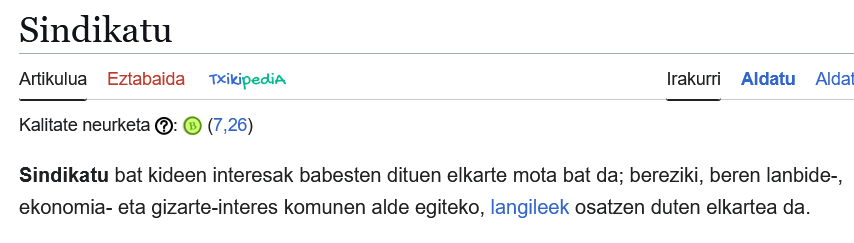 Sindikatu
Artikulua Eztabaida TXikipediA Irakurri Aldatu Aldat
Kalitate neurketa ?: B (7,26)
Sindikatu bat kideen interesak babesten dituen elkarte mota bat da; bereziki, beren lanbide-,
ekonomia- eta gizarte-interes komunen alde egiteko, langileek osatzen duten elkartea da.